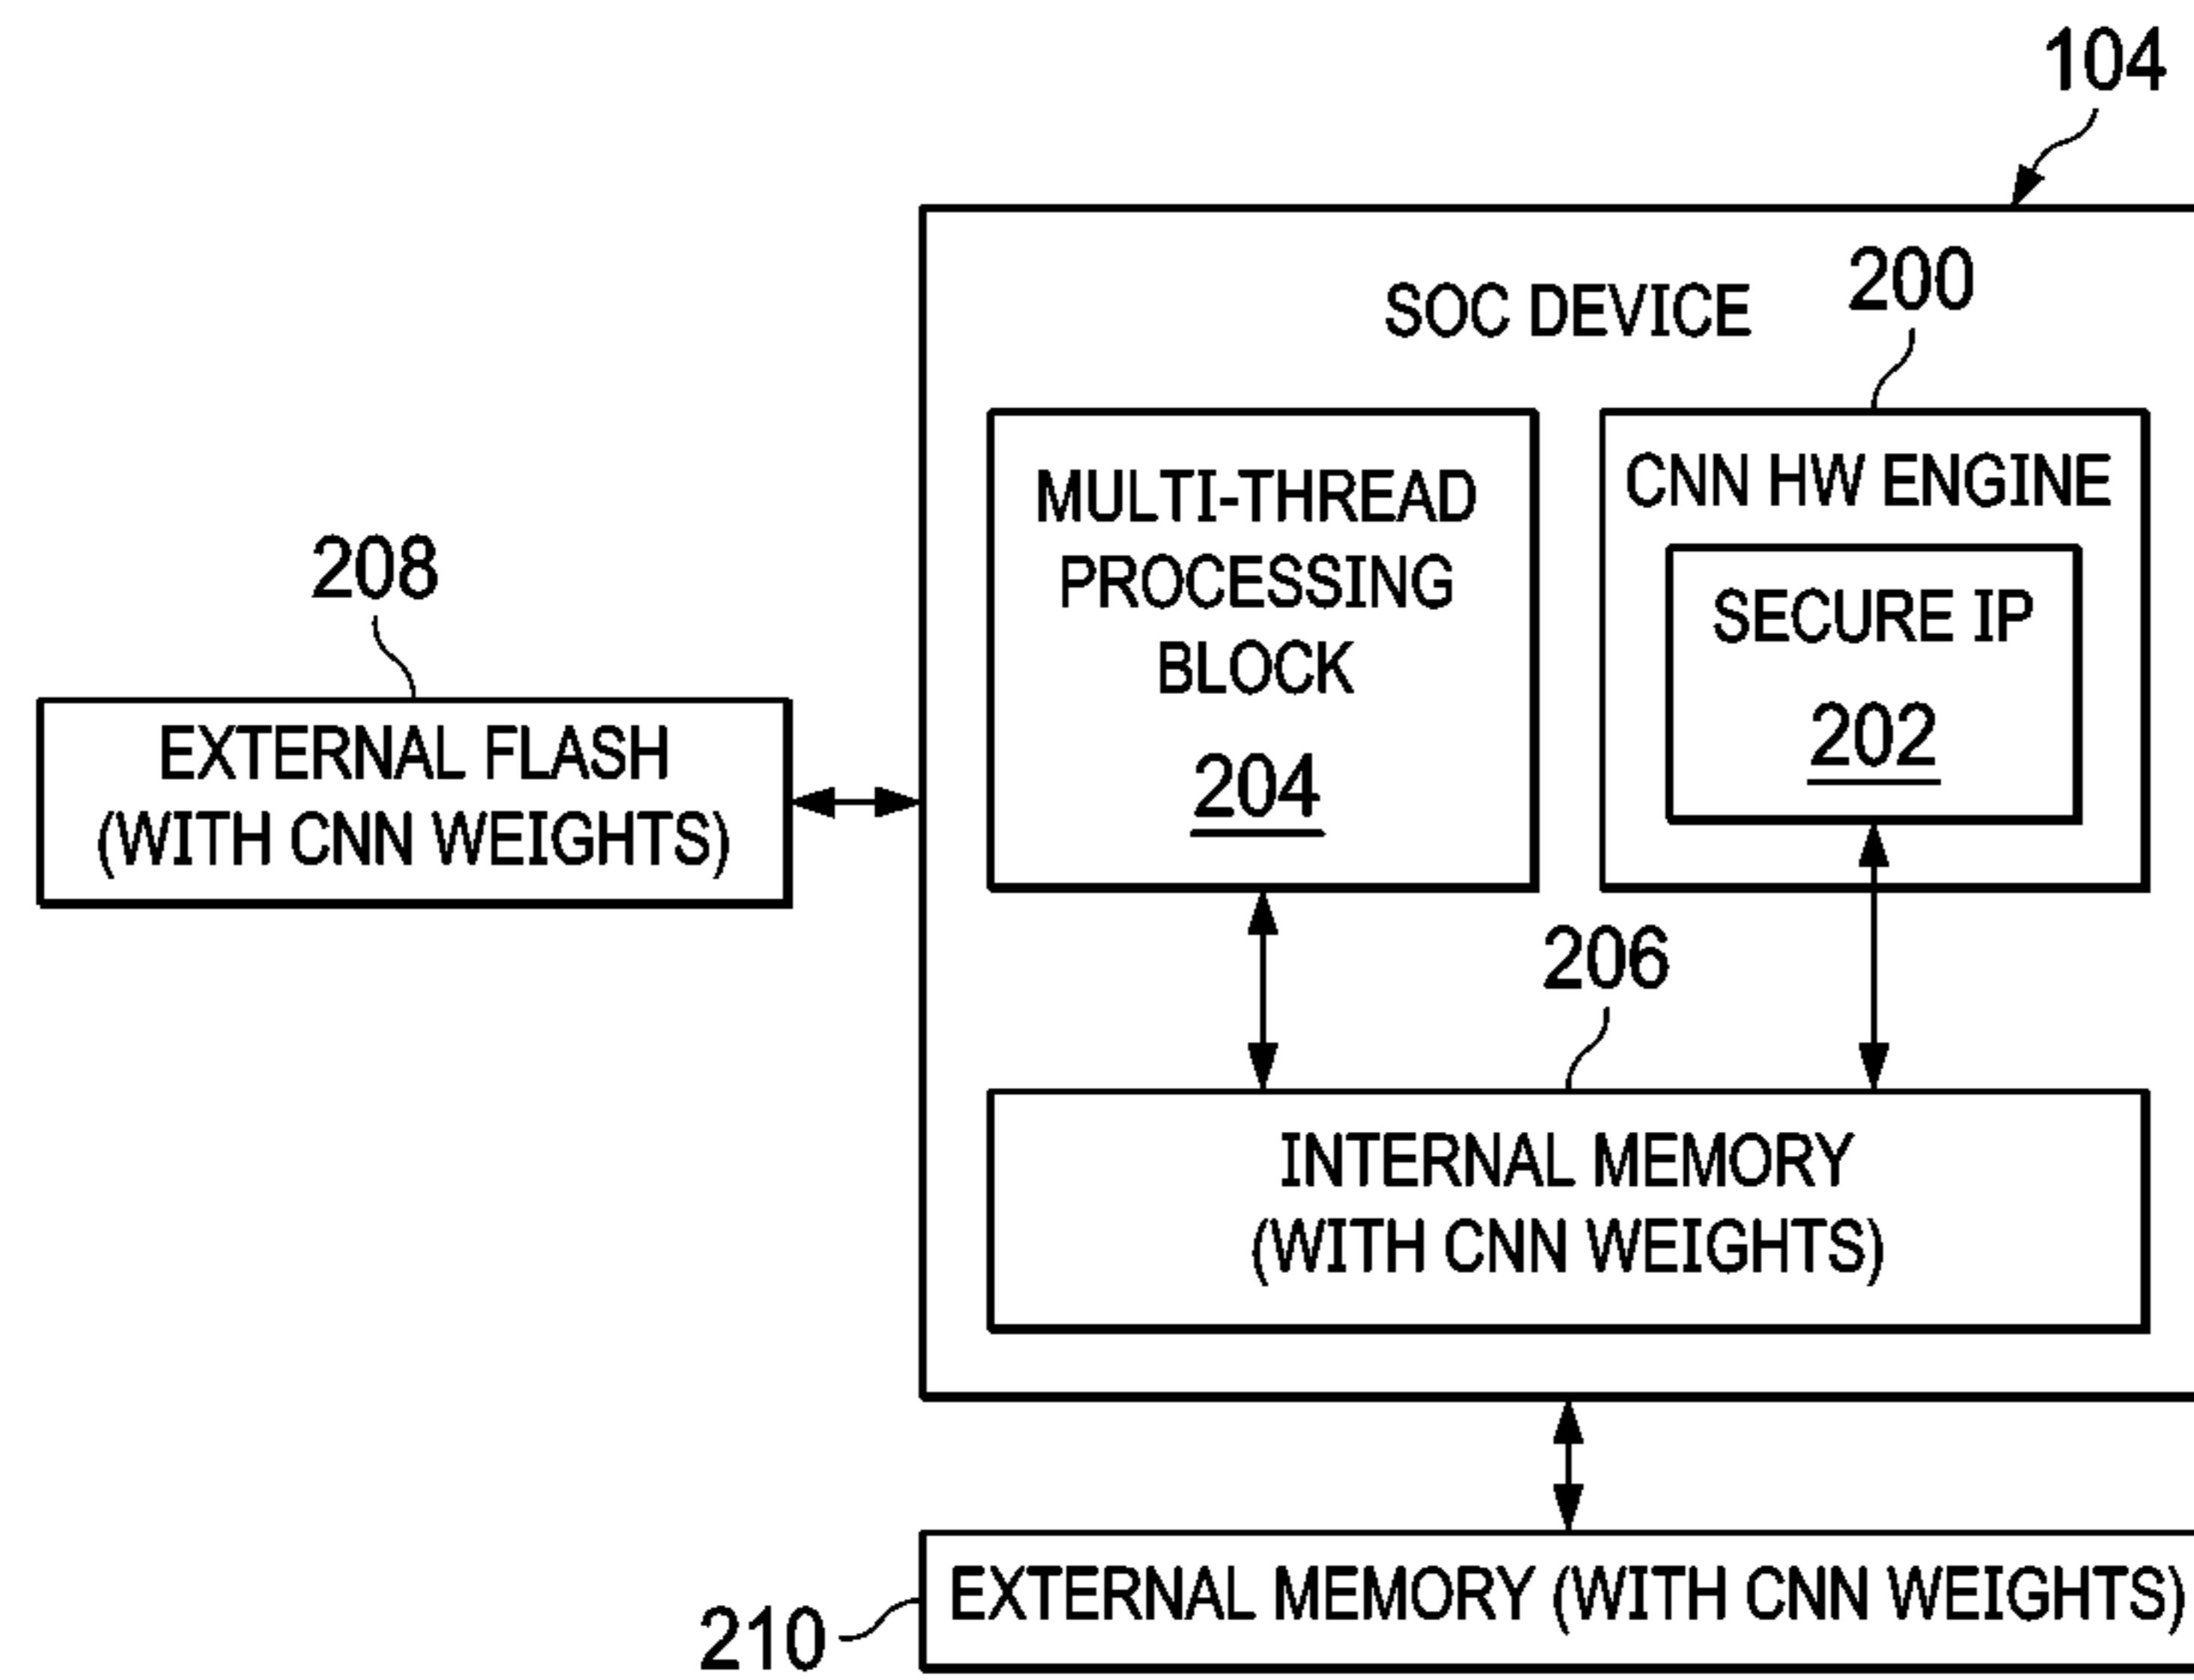 104
SOC DEVICE
200
MULTI-THREAD
PROCESSING
BLOCK
204
CNN HW ENGINE
SECURE IP
202
208
EXTERNAL FLASH
(WITH CNN WEIGHTS)
206
INTERNAL MEMORY
(WITH CNN WEIGHTS)
210
EXTERNAL MEMORY (WITH CNN WEIGHTS)